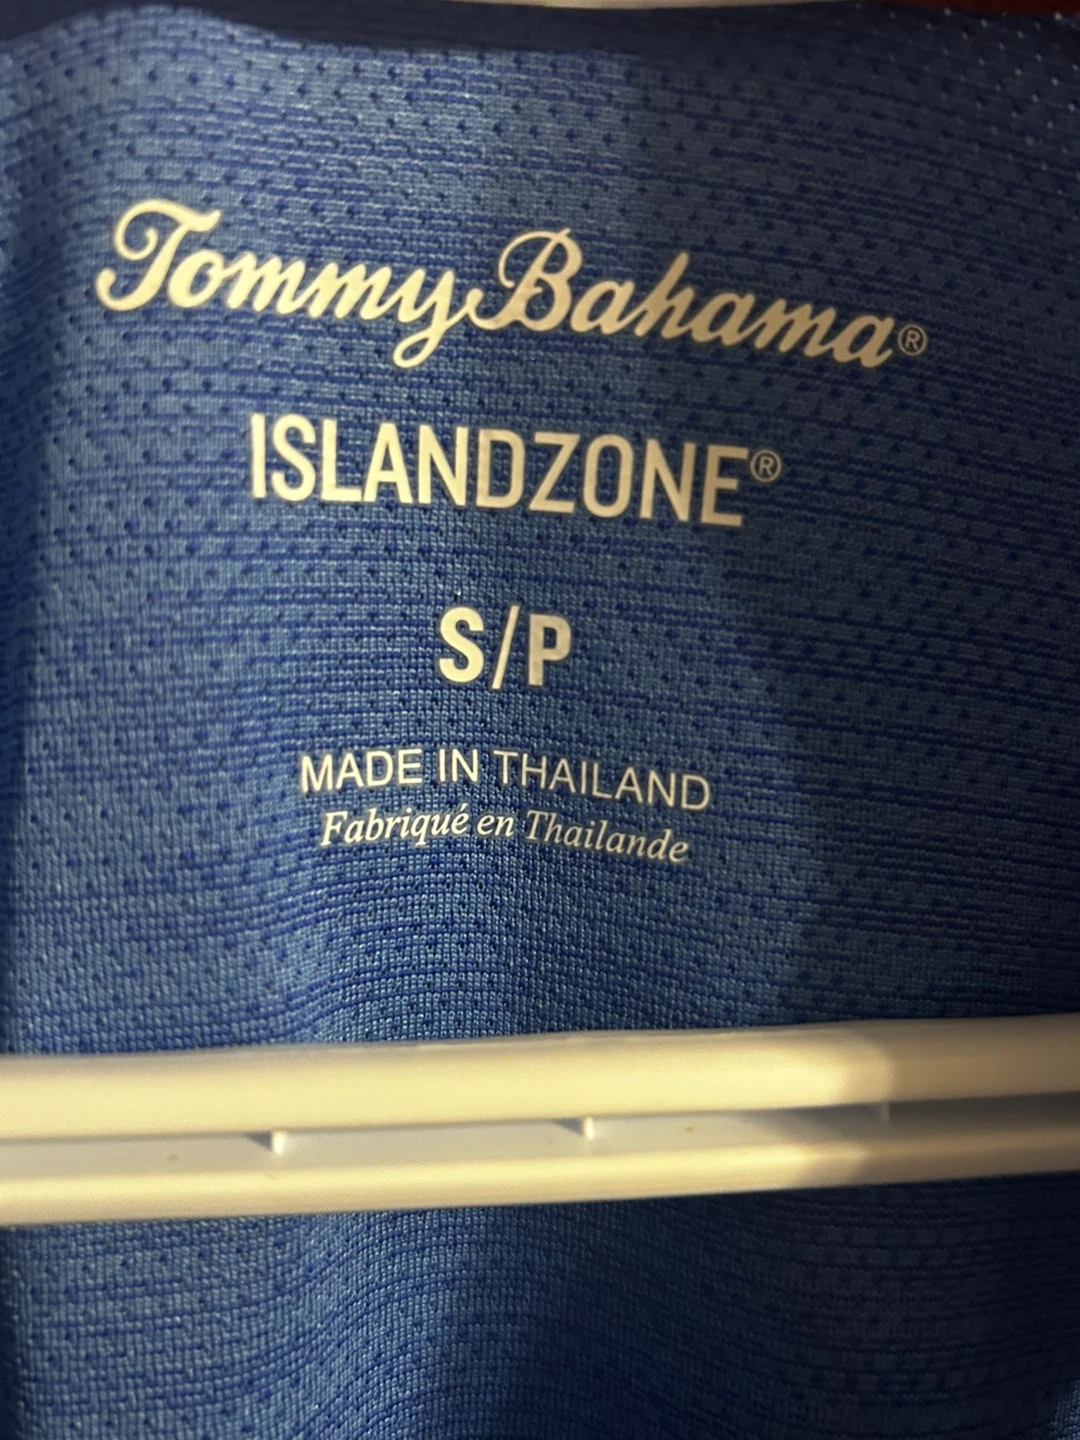 Tommy Bahama®
ISLANDZONE®
S/P
MADE IN THAILAND
Fabriqué en Thailande